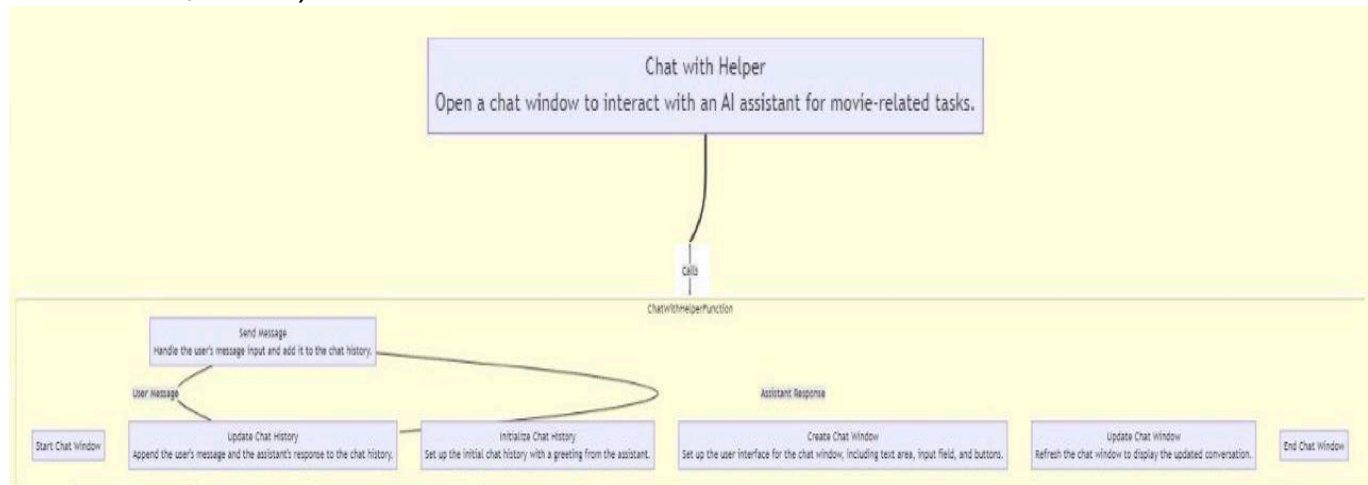 Chat with Helper
Open a chat window to interact with an AI assistant for movie-related tasks.
Calls
ChatWithHelperFunction
Send Message
Handle the user's message input and add it to the chat history.
User Message
Assistant Response
Start Chat Window
Update Chat History
Append the user's message and the assistant's response to the chat history.
Initialize Chat History
Set up the initial chat history with a greeting from the assistant.
Create Chat Window
Set up the user interface for the chat window, including text area, input field, and buttons.
Update Chat Window
Refresh the chat window to display the updated conversation.
End Chat Window